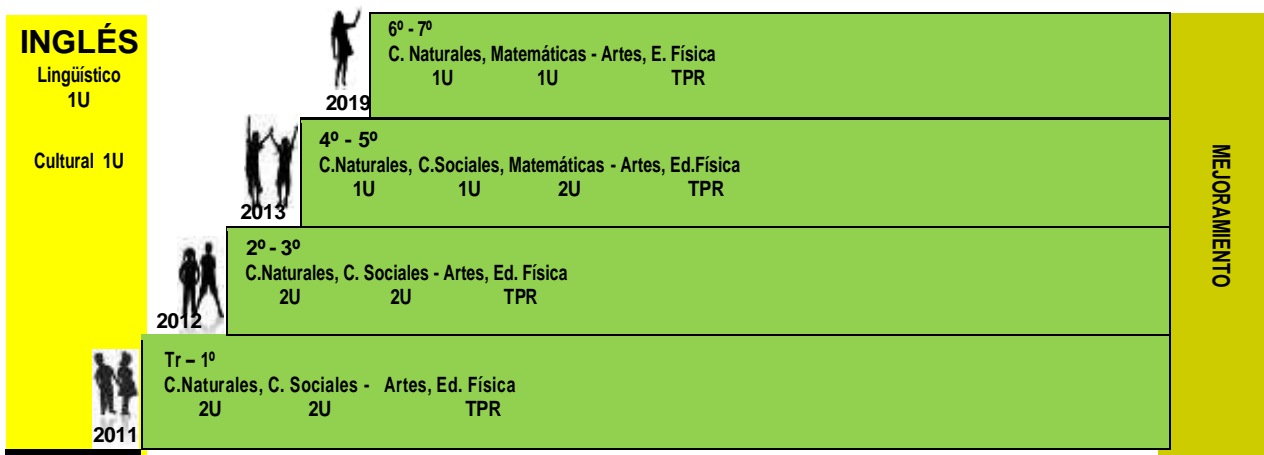 INGLÉS
Lingüístico
1U
Cultural 1U
6º - 7º
C. Naturales, Matemáticas - Artes, E. Física
1U 1U TPR
2019
4º - 5º
C.Naturales, C.Sociales, Matemáticas - Artes, Ed.Física
1U 1U 2U TPR
2013
2º - 3º
C.Naturales, C. Sociales - Artes, Ed. Física
2U 2U TPR
2012
Tr – 1º
C.Naturales, C. Sociales - Artes, Ed. Física
2U 2U TPR
2011
MEJORAMIENTO